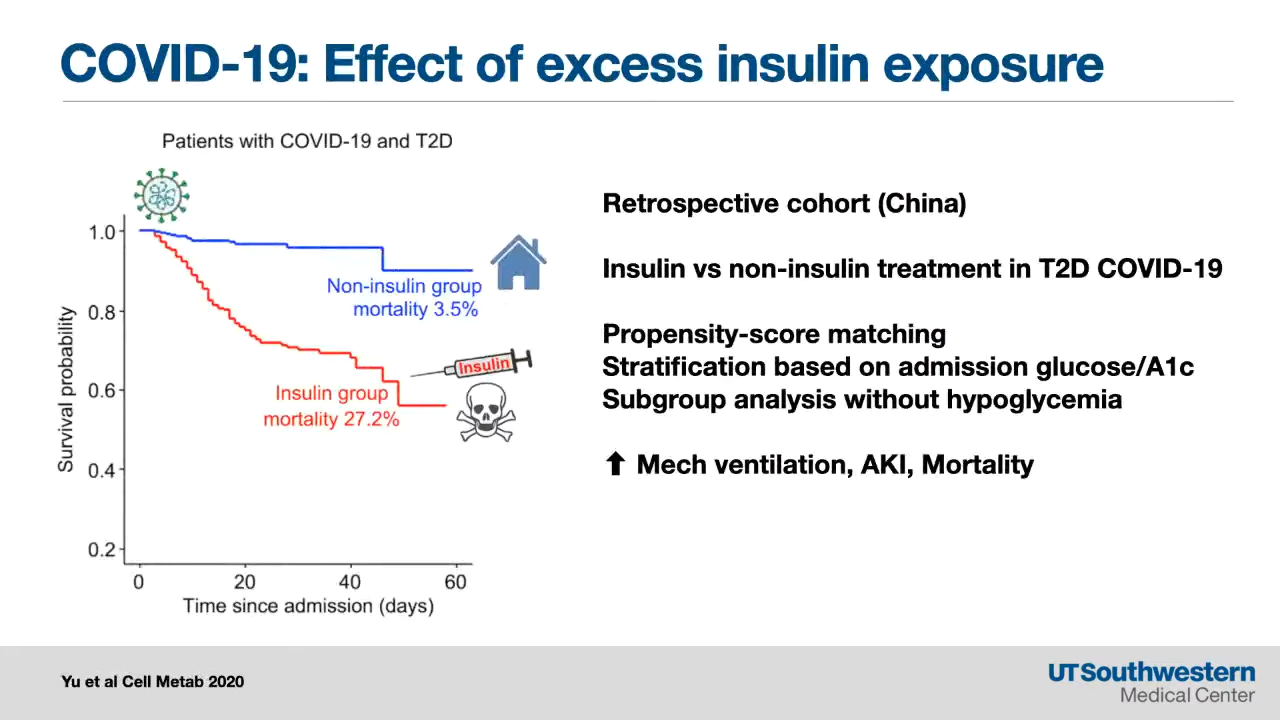 COVID-19: Effect of excess insulin exposure
Patients with COVID-19 and T2D
Survival probability
1.0
0.8
0.6
0.4
0.2
Non-insulin group
mortality 3.5%
Insulin
Insulin group
mortality 27.2%
0 20 40 60
Time since admission (days)
Retrospective cohort (China)
Insulin vs non-insulin treatment in T2D COVID-19
Propensity-score matching
Stratification based on admission glucose/A1c
Subgroup analysis without hypoglycemia
⬆ Mech ventilation, AKI, Mortality
Yu et al Cell Metab 2020
UTSouthwestern
Medical Center